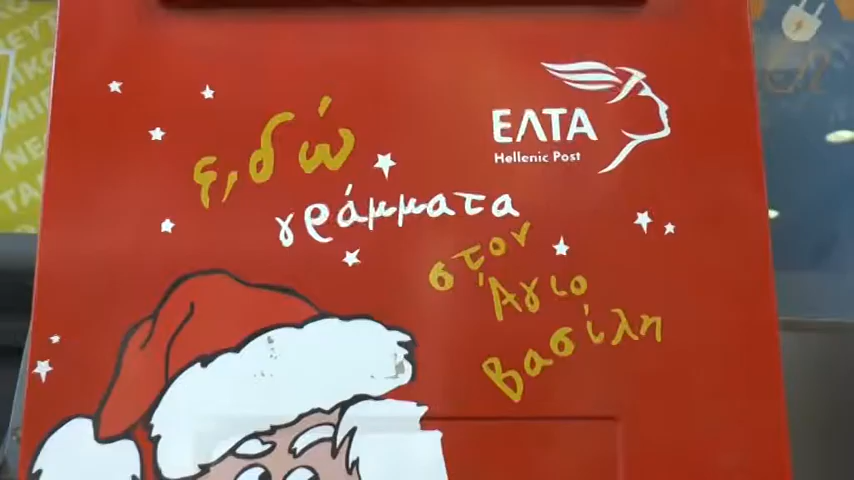 ΕΛΤΑ
Hellenic Post
εδώ
γράμματα
στον
Άγιο
Βασίλη